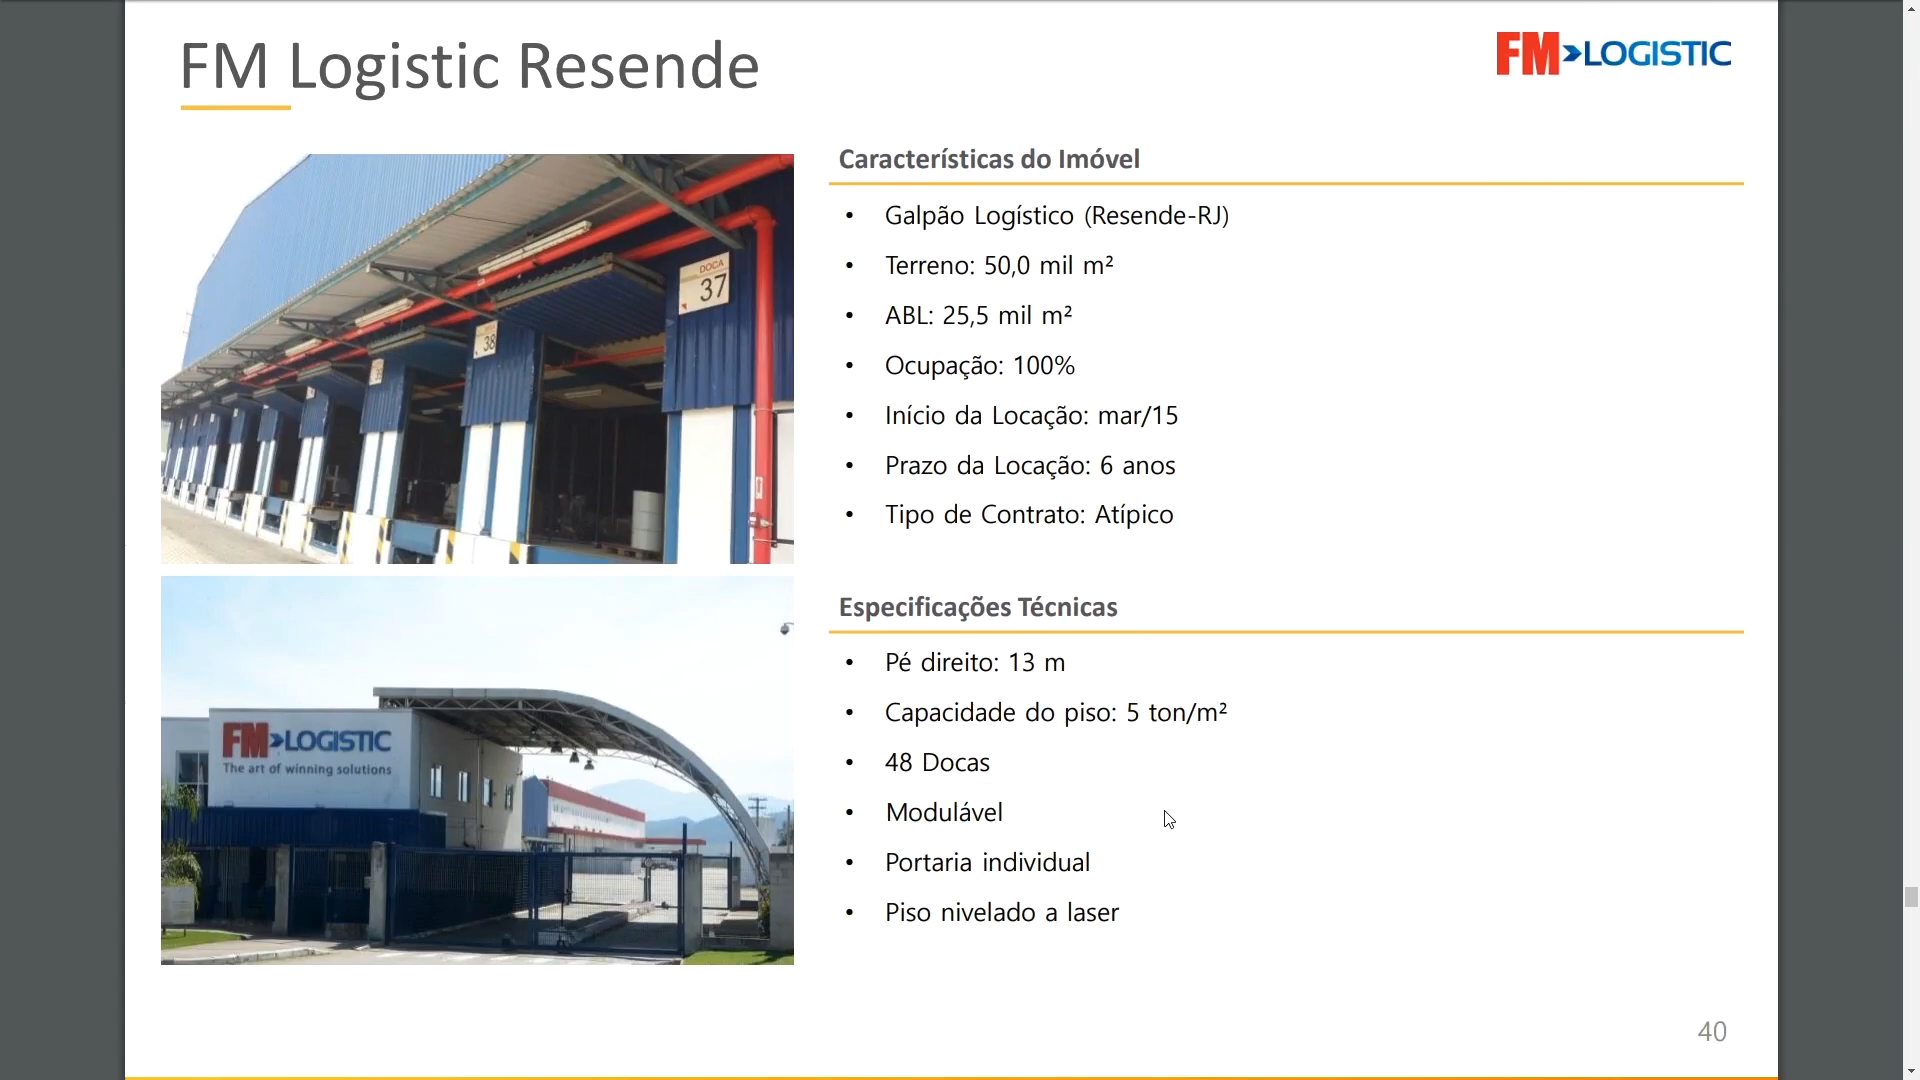 FM Logistic Resende
FM LOGISTIC
Características do Imóvel
• Galpão Logístico (Resende-RJ)
• Terreno: 50,0 mil m²
• ABL: 25,5 mil m²
• Ocupação: 100%
• Início da Locação: mar/15
• Prazo da Locação: 6 anos
• Tipo de Contrato: Atípico
DOCA
37
38
Especificações Técnicas
• Pé direito: 13 m
• Capacidade do piso: 5 ton/m²
• 48 Docas
• Modulável
• Portaria individual
• Piso nivelado a laser
FM LOGISTIC
The art of winning solutions
40